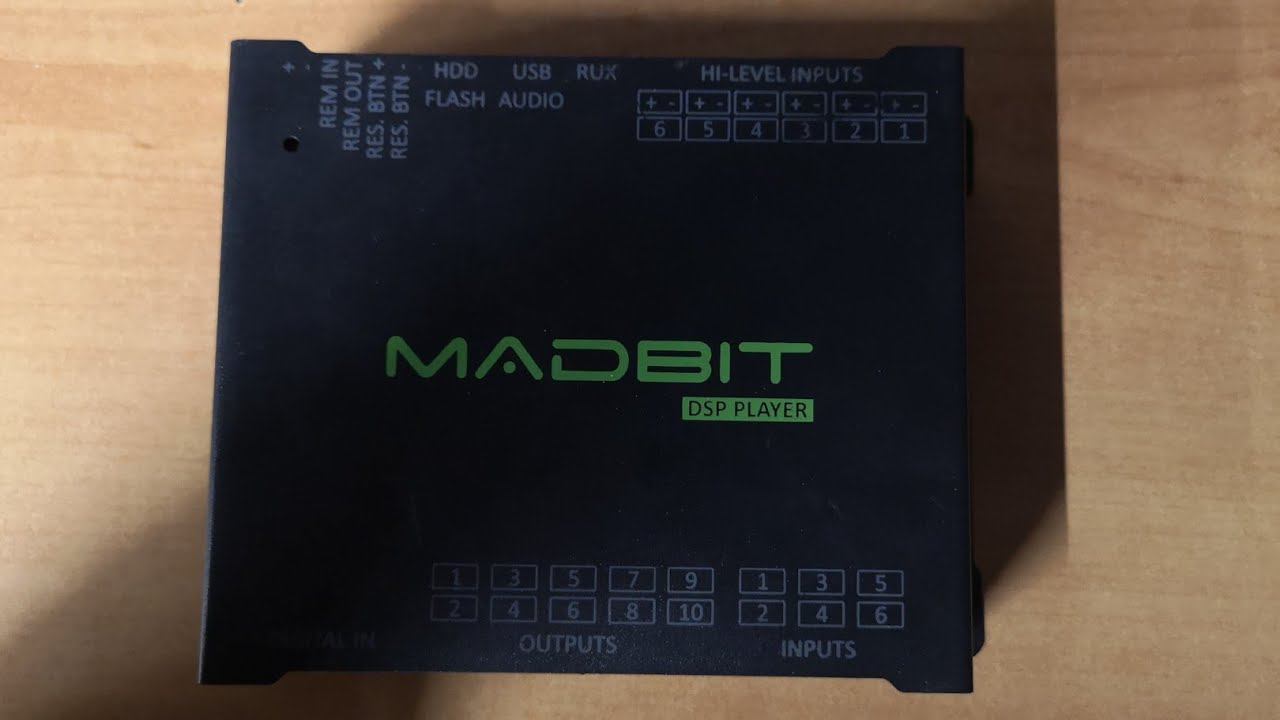 + -
REM IN
REM OUT
RES. BTN +
RES. BTN -
HDD USB RUX
FLASH AUDIO
HI-LEVEL INPUTS
+ - + - + - + - + - + -
6 5 4 3 2 1
MADBIT
DSP PLAYER
1 3 5 7 9 1 3 5
2 4 6 8 10 2 4 6
IN
OUTPUTS INPUTS